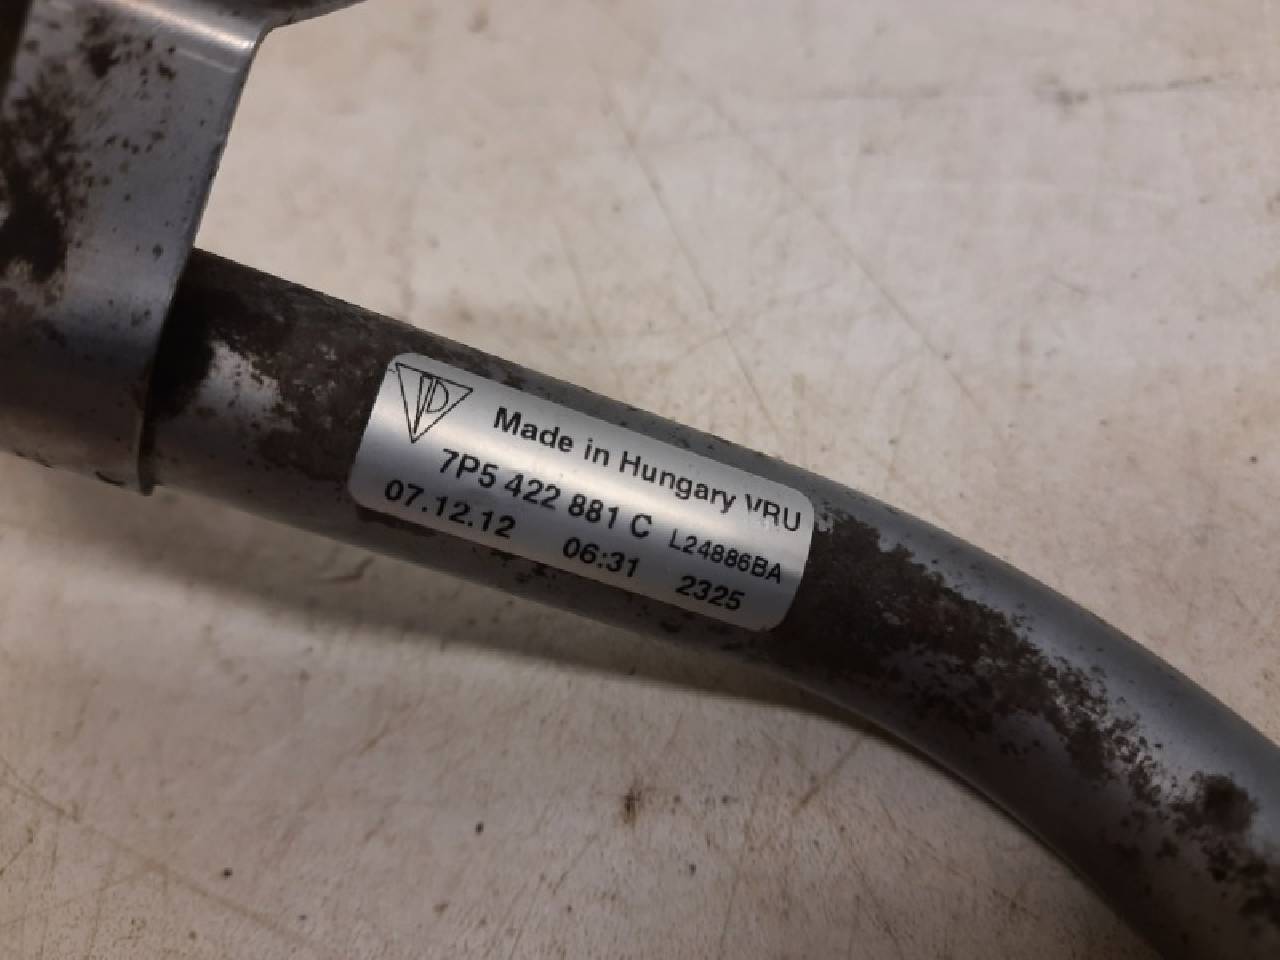 Made in Hungary VRU
7P5 422 881 C L24886BA
07.12.12 06:31 2325